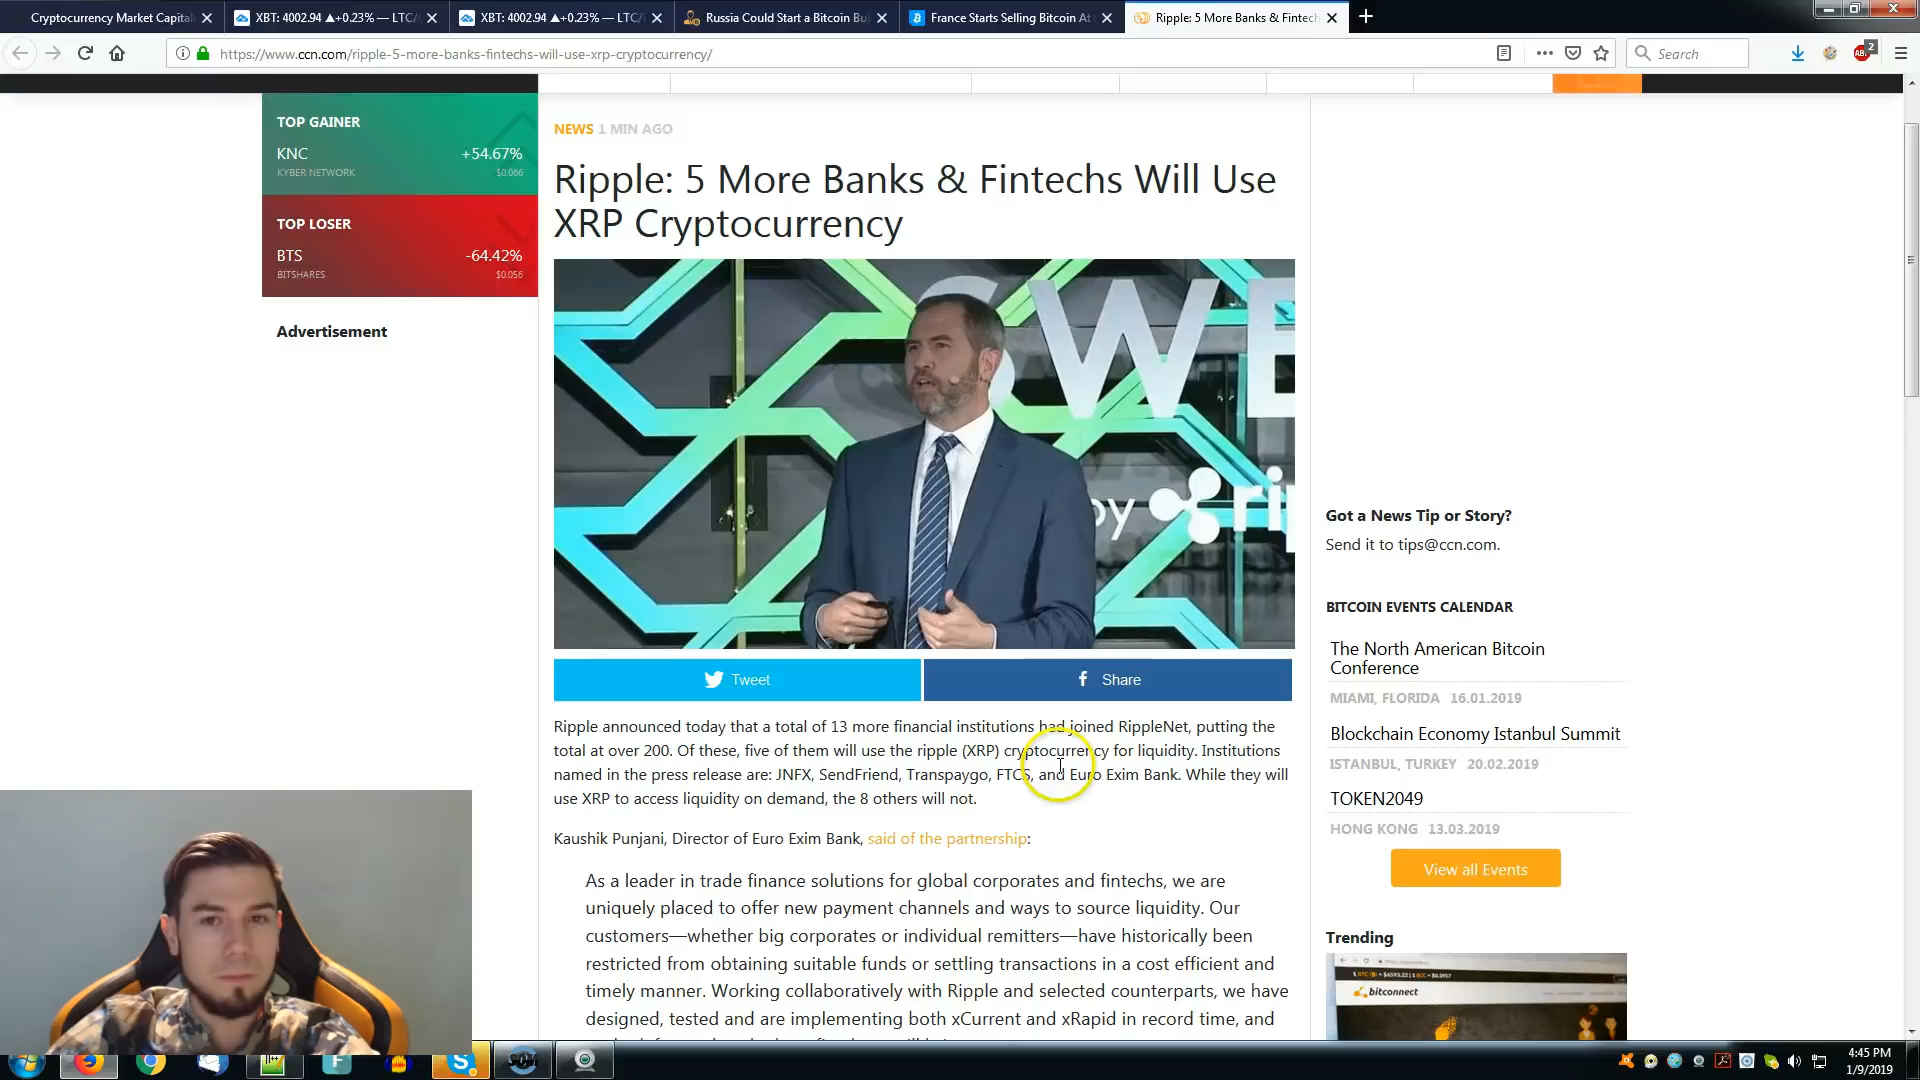 Cryptocurrency Market Capital
XBT: 4002.94 ▲+0.23% — LTC/
XBT: 4002.94 ▲+0.23% — LTC/
Russia Could Start a Bitcoin Bu
France Starts Selling Bitcoin At
Ripple: 5 More Banks & Fintech
https://www.ccn.com/ripple-5-more-banks-fintechs-will-use-xrp-cryptocurrency/
Search
2
TOP GAINER
KNC +54.67%
KYBER NETWORK $0.066
TOP LOSER
BTS -64.42%
BITSHARES $0.056
Advertisement
NEWS 1 MIN AGO
Ripple: 5 More Banks & Fintechs Will Use
XRP Cryptocurrency
SWE
by rip
Tweet
Share
Ripple announced today that a total of 13 more financial institutions had joined RippleNet, putting the
total at over 200. Of these, five of them will use the ripple (XRP) cryptocurrency for liquidity. Institutions
named in the press release are: JNFX, SendFriend, Transpaygo, FTCS, and Euro Exim Bank. While they will
use XRP to access liquidity on demand, the 8 others will not.
Kaushik Punjani, Director of Euro Exim Bank, said of the partnership:
As a leader in trade finance solutions for global corporates and fintechs, we are
uniquely placed to offer new payment channels and ways to source liquidity. Our
customers—whether big corporates or individual remitters—have historically been
restricted from obtaining suitable funds or settling transactions in a cost efficient and
timely manner. Working collaboratively with Ripple and selected counterparts, we have
designed, tested and are implementing both xCurrent and xRapid in record time, and
Got a News Tip or Story?
Send it to tips@ccn.com.
BITCOIN EVENTS CALENDAR
The North American Bitcoin
Conference
MIAMI, FLORIDA 16.01.2019
Blockchain Economy Istanbul Summit
ISTANBUL, TURKEY 20.02.2019
TOKEN2049
HONG KONG 13.03.2019
View all Events
Trending
bitconnect
4:45 PM
1/9/2019